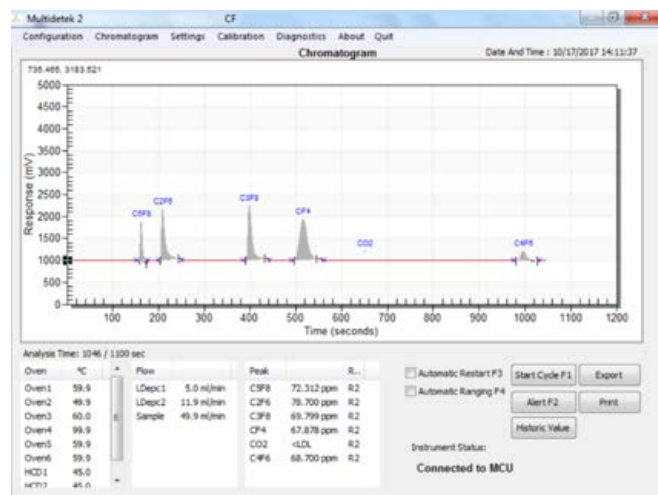 Multidetek 2 CF
Configuration Chromatogram Settings Calibration Diagnostics About Quit
Chromatogram Date And Time : 10/17/2017 14:11:37
735.465, 3183.521
5000
4500
4000
3500
3000
2500
2000
1500
1000
500
0
Response (mV)
C5F8 C2F6 C3F8 CF4 CO2 C4F6
100 200 300 400 500 600 700 800 900 1000 1100 1200
Time (seconds)
Analysis Time: 1046 / 1100 sec
Oven °C Flow Peak R...
Oven1 59.9 LDepc1 5.0 ml/min C5F8 72.312 ppm R2
Oven2 49.9 LDepc2 11.9 ml/min C2F6 78.700 ppm R2
Oven3 60.0 Sample 49.9 ml/min C3F8 69.799 ppm R2
Oven4 99.9 CF4 67.878 ppm R2
Oven5 59.9 CO2 <LDL R2
Oven6 59.9 C4F6 68.700 ppm R2
HCD1 45.0
HCD2 45.0
Automatic Restart F3 Start Cycle F1 Export
Automatic Ranging F4 Alert F2 Print
Historic Value
Instrument Status:
Connected to MCU